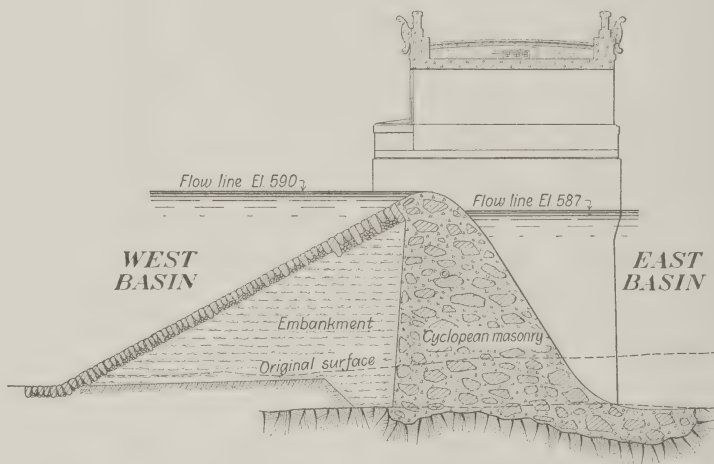 Flow line El. 590
Flow line El. 587
WEST
BASIN
EAST
BASIN
Embankment
Cyclopean masonry
Original surface